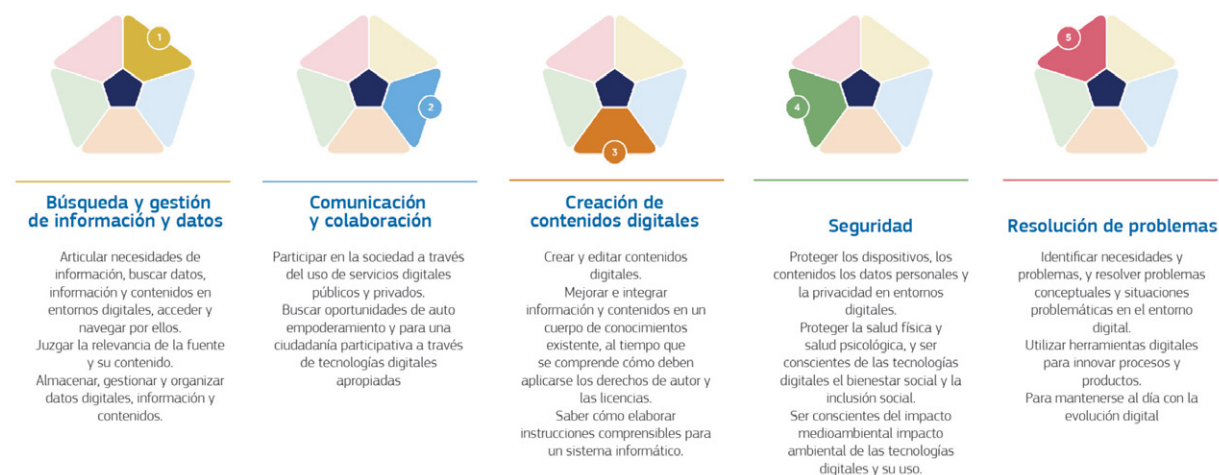 1
Búsqueda y gestión
de información y datos
Articular necesidades de
información, buscar datos,
información y contenidos en
entornos digitales, acceder y
navegar por ellos.
Juzgar la relevancia de la fuente
y su contenido.
Almacenar, gestionar y organizar
datos digitales, información y
contenidos.
2
Comunicación
y colaboración
Participar en la sociedad a través
del uso de servicios digitales
públicos y privados.
Buscar oportunidades de auto
empoderamiento y para una
ciudadanía participativa a través
de tecnologías digitales
apropiadas
3
Creación de
contenidos digitales
Crear y editar contenidos
digitales.
Mejorar e integrar
información y contenidos en un
cuerpo de conocimientos
existente, al tiempo que
se comprende cómo deben
aplicarse los derechos de autor y
las licencias.
Saber cómo elaborar
instrucciones comprensibles para
un sistema informático.
4
Seguridad
Proteger los dispositivos, los
contenidos los datos personales y
la privacidad en entornos
digitales.
Proteger la salud física y
salud psicológica, y ser
conscientes de las tecnologías
digitales el bienestar social y la
inclusión social.
Ser conscientes del impacto
medioambiental impacto
ambiental de las tecnologías
digitales y su uso.
5
Resolución de problemas
Identificar necesidades y
problemas, y resolver problemas
conceptuales y situaciones
problemáticas en el entorno
digital.
Utilizar herramientas digitales
para innovar procesos y
productos.
Para mantenerse al día con la
evolución digital